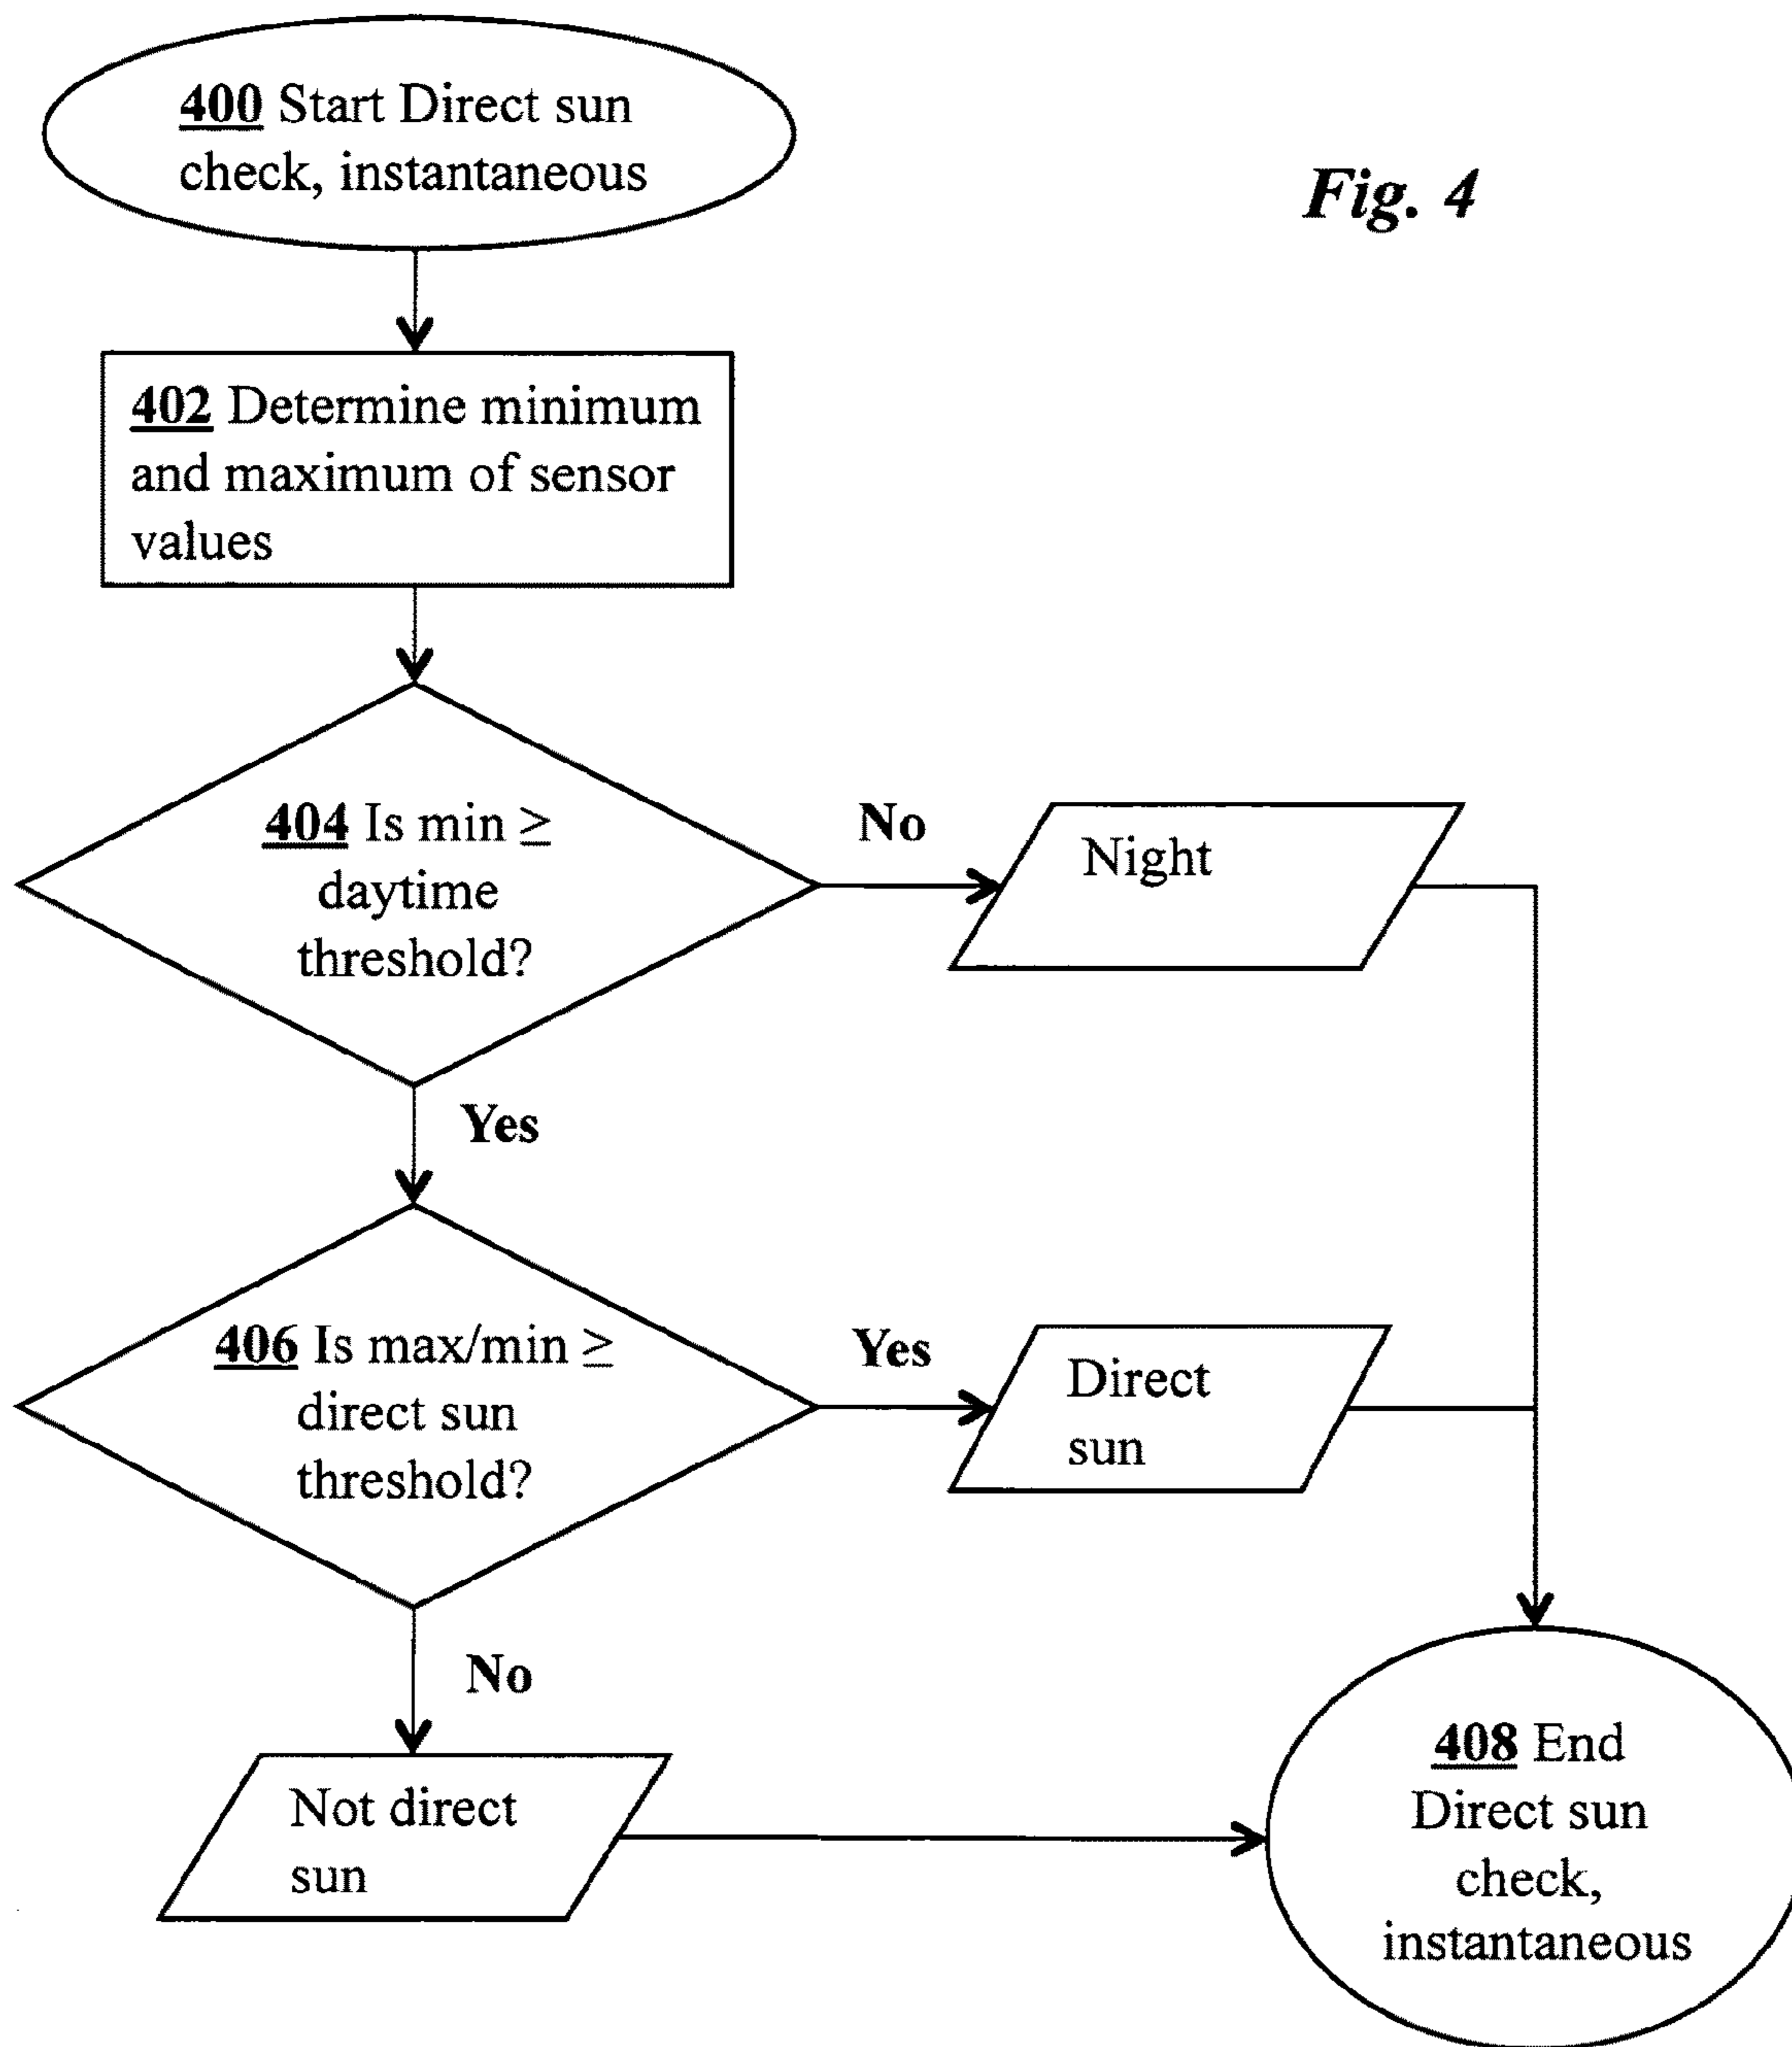 400 Start Direct sun
check, instantaneous
Fig. 4
402 Determine minimum
and maximum of sensor
values
404 Is min ≥
daytime
threshold?
No
Night
Yes
406 Is max/min ≥
direct sun
threshold?
Yes
Direct
sun
No
Not direct
sun
408 End
Direct sun
check,
instantaneous